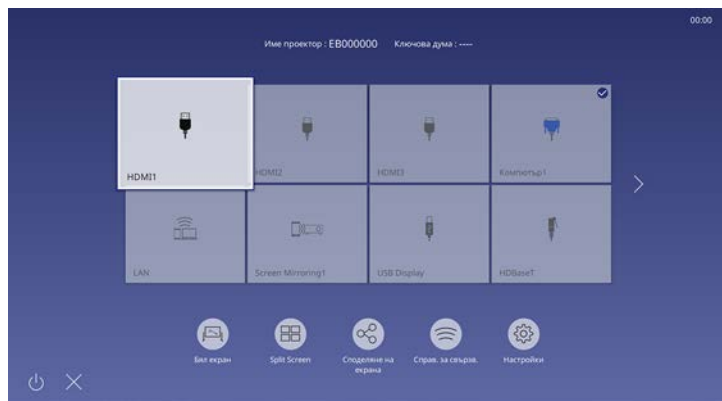 00:00
Име проектор : EB000000 Ключова дума : ----
HDMI1
HDMI2
HDMI3
Компютър1
LAN
Screen Mirroring1
USB Display
HDBaseT
Бял екран
Split Screen
Споделяне на
екрана
Справ. за свързв.
Настройки